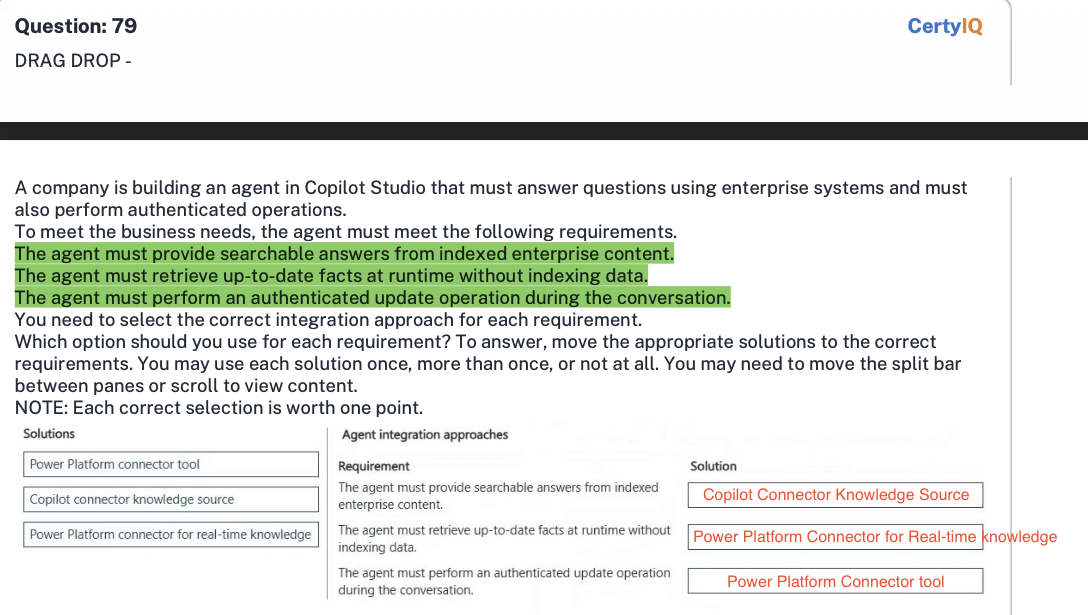 Question: 79
CertyIQ
DRAG DROP -
A company is building an agent in Copilot Studio that must answer questions using enterprise systems and must
also perform authenticated operations.
To meet the business needs, the agent must meet the following requirements.
The agent must provide searchable answers from indexed enterprise content.
The agent must retrieve up-to-date facts at runtime without indexing data.
The agent must perform an authenticated update operation during the conversation.
You need to select the correct integration approach for each requirement.
Which option should you use for each requirement? To answer, move the appropriate solutions to the correct
requirements. You may use each solution once, more than once, or not at all. You may need to move the split bar
between panes or scroll to view content.
NOTE: Each correct selection is worth one point.
Solutions
Power Platform connector tool
Copilot connector knowledge source
Power Platform connector for real-time knowledge
Agent integration approaches
Requirement
Solution
The agent must provide searchable answers from indexed
enterprise content.
Copilot Connector Knowledge Source
The agent must retrieve up-to-date facts at runtime without
indexing data.
Power Platform Connector for Real-time knowledge
The agent must perform an authenticated update operation
during the conversation.
Power Platform Connector tool